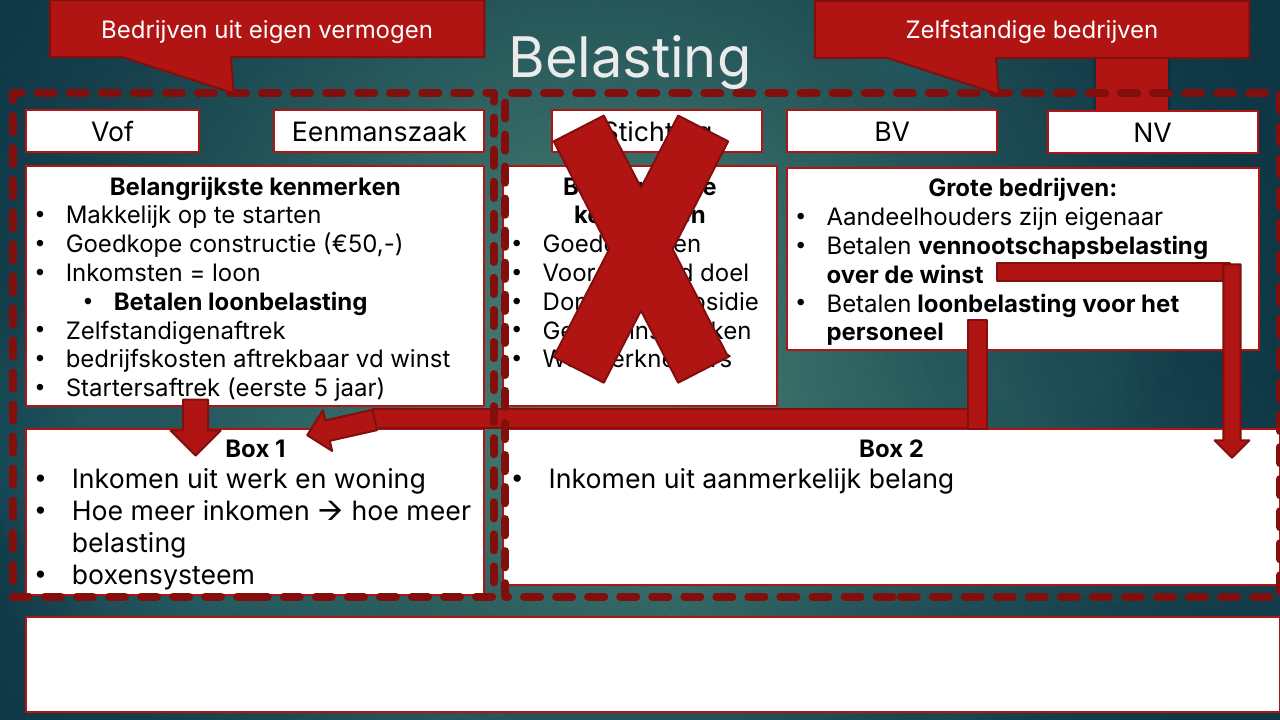 Bedrijven uit eigen vermogen
Zelfstandige bedrijven
Belasting
Vof
Eenmanszaak
BV
NV
Belangrijkste kenmerken
• Makkelijk op te starten
• Goedkope constructie (€50,-)
• Inkomsten = loon
• Betalen loonbelasting
• Zelfstandigenaftrek
• bedrijfskosten aftrekbaar vd winst
• Startersaftrek (eerste 5 jaar)
doel
Grote bedrijven:
• Aandeelhouders zijn eigenaar
• Betalen vennootschapsbelasting
over de winst
• Betalen loonbelasting voor het
personeel
Box 1
• Inkomen uit werk en woning
• Hoe meer inkomen → hoe meer
belasting
• boxensysteem
Box 2
• Inkomen uit aanmerkelijk belang